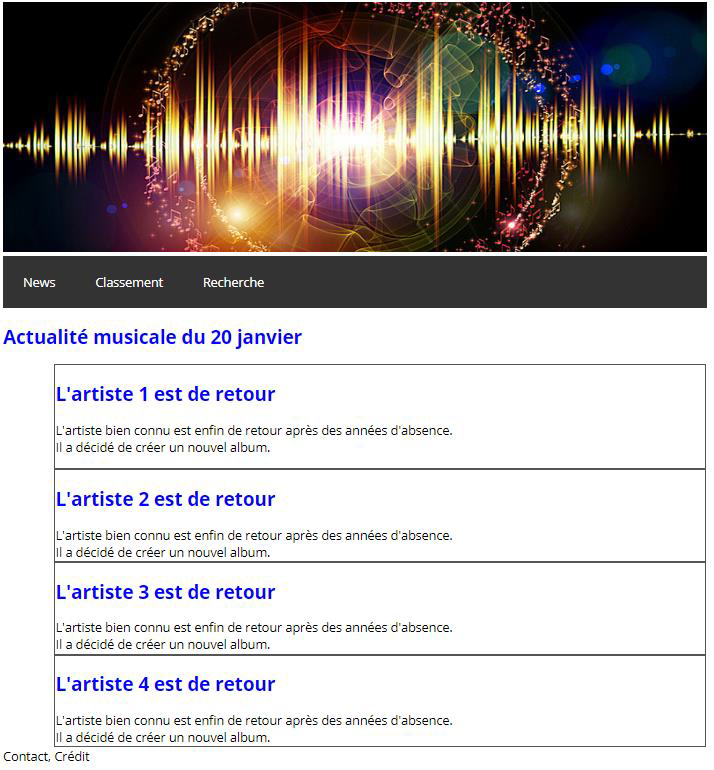 News Classement Recherche
Actualité musicale du 20 janvier
L'artiste 1 est de retour
L'artiste bien connu est enfin de retour après des années d'absence.
Il a décidé de créer un nouvel album.
L'artiste 2 est de retour
L'artiste bien connu est enfin de retour après des années d'absence.
Il a décidé de créer un nouvel album.
L'artiste 3 est de retour
L'artiste bien connu est enfin de retour après des années d'absence.
Il a décidé de créer un nouvel album.
L'artiste 4 est de retour
L'artiste bien connu est enfin de retour après des années d'absence.
Il a décidé de créer un nouvel album.
Contact, Crédit